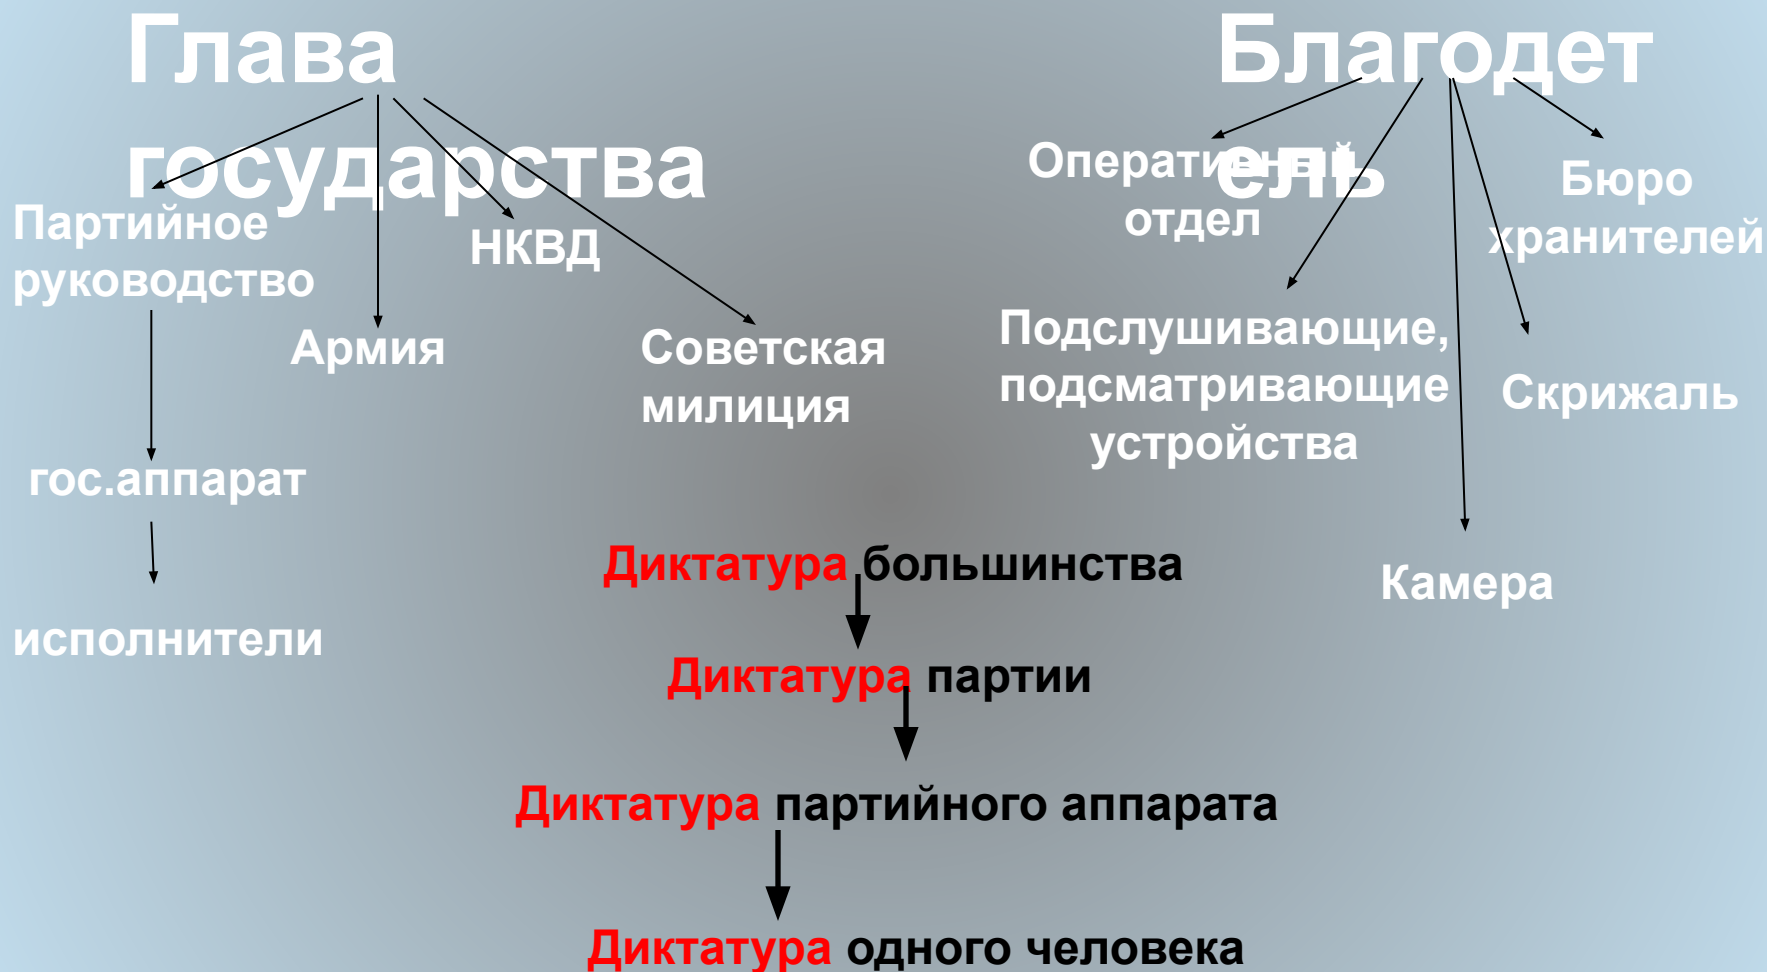 Глава
государства
Партийное
руководство
НКВД
Армия
Советская
милиция
гос.аппарат
исполнители
Благодет
ель
Оперативный
отдел
Бюро
хранителей
Подслушивающие,
подсматривающие
устройства
Скрижаль
Камера
Диктатура большинства
Диктатура партии
Диктатура партийного аппарата
Диктатура одного человека